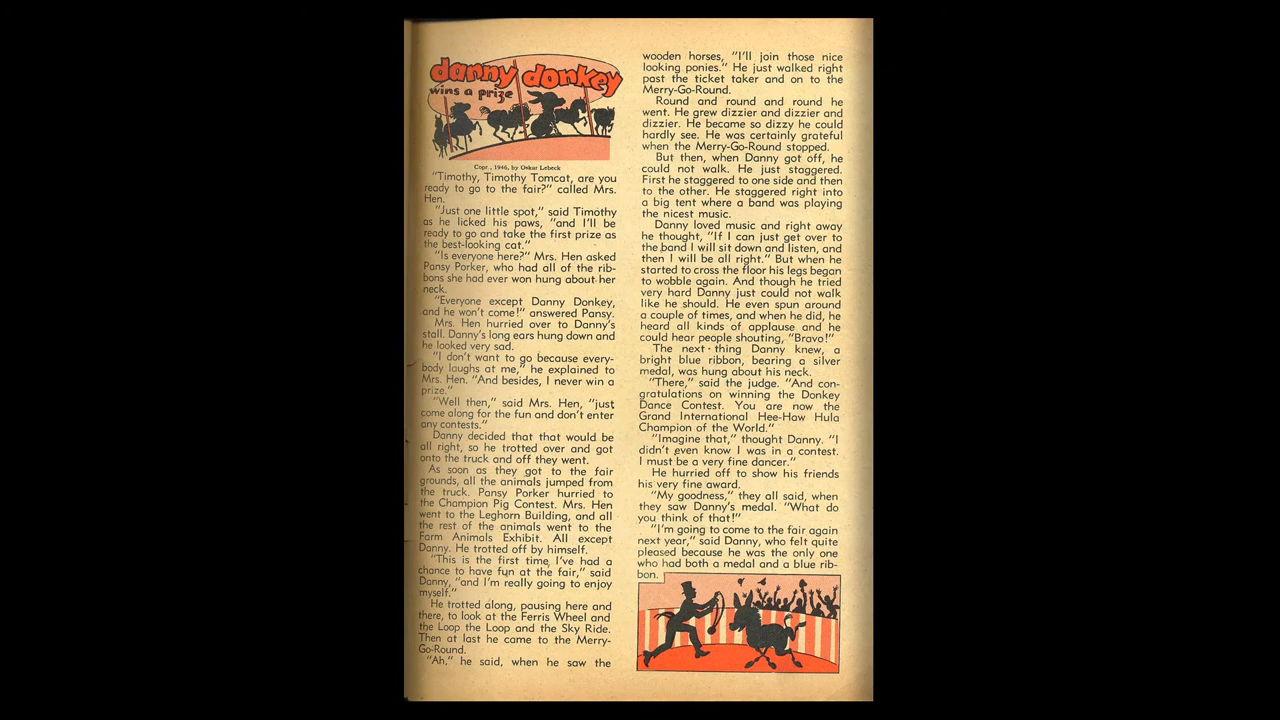 danny donkey
wins a prize
Copr., 1946, by Oskar Lebeck
"Timothy, Timothy Tomcat, are you
ready to go to the fair?" called Mrs.
Hen.
"Just one little spot," said Timothy
as he licked his paws, "and I'll be
ready to go and take the first prize as
the best-looking cat."
"Is everyone here?" Mrs. Hen asked
Pansy Porker, who had all of the rib-
bons she had ever won hung about her
neck.
"Everyone except Danny Donkey,
and he won't come!" answered Pansy.
Mrs. Hen hurried over to Danny's
stall. Danny's long ears hung down and
he looked very sad.
"I don't want to go because every-
body laughs at me," he explained to
Mrs. Hen. "And besides, I never win a
prize."
"Well then," said Mrs. Hen, "just
come along for the fun and don't enter
any contests."
Danny decided that that would be
all right, so he trotted over and got
onto the truck and off they went.
As soon as they got to the fair
grounds, all the animals jumped from
the truck. Pansy Porker hurried to
the Champion Pig Contest. Mrs. Hen
went to the Leghorn Building, and all
the rest of the animals went to the
Farm Animals Exhibit. All except
Danny. He trotted off by himself.
"This is the first time I've had a
chance to have fun at the fair," said
Danny, "and I'm really going to enjoy
myself."
He trotted along, pausing here and
there, to look at the Ferris Wheel and
the Loop the Loop and the Sky Ride.
Then at last he came to the Merry-
Go-Round.
"Ah," he said, when he saw the
wooden horses, "I'll join those nice
looking ponies." He just walked right
past the ticket taker and on to the
Merry-Go-Round.
Round and round and round he
went. He grew dizzier and dizzier and
dizzier. He became so dizzy he could
hardly see. He was certainly grateful
when the Merry-Go-Round stopped.
But then, when Danny got off, he
could not walk. He just staggered.
First he staggered to one side and then
to the other. He staggered right into
a big tent where a band was playing
the nicest music.
Danny loved music and right away
he thought, "If I can just get over to
the band I will sit down and listen, and
then I will be all right." But when he
started to cross the floor his legs began
to wobble again. And though he tried
very hard Danny just could not walk
like he should. He even spun around
a couple of times, and when he did, he
heard all kinds of applause and he
could hear people shouting, "Bravo!"
The next thing Danny knew, a
bright blue ribbon, bearing a silver
medal, was hung about his neck.
"There," said the judge. "And con-
gratulations on winning the Donkey
Dance Contest. You are now the
Grand International Hee-Haw Hula
Champion of the World."
"Imagine that," thought Danny. "I
didn't even know I was in a contest.
I must be a very fine dancer."
He hurried off to show his friends
his very fine award.
"My goodness," they all said, when
they saw Danny's medal. "What do
you think of that!"
"I'm going to come to the fair again
next year," said Danny, who felt quite
pleased because he was the only one
who had both a medal and a blue rib-
bon.